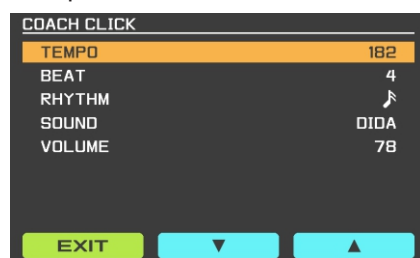 COACH CLICK
TEMPO 182
BEAT 4
RHYTHM
SOUND DIDA
VOLUME 78
EXIT ▼ ▲